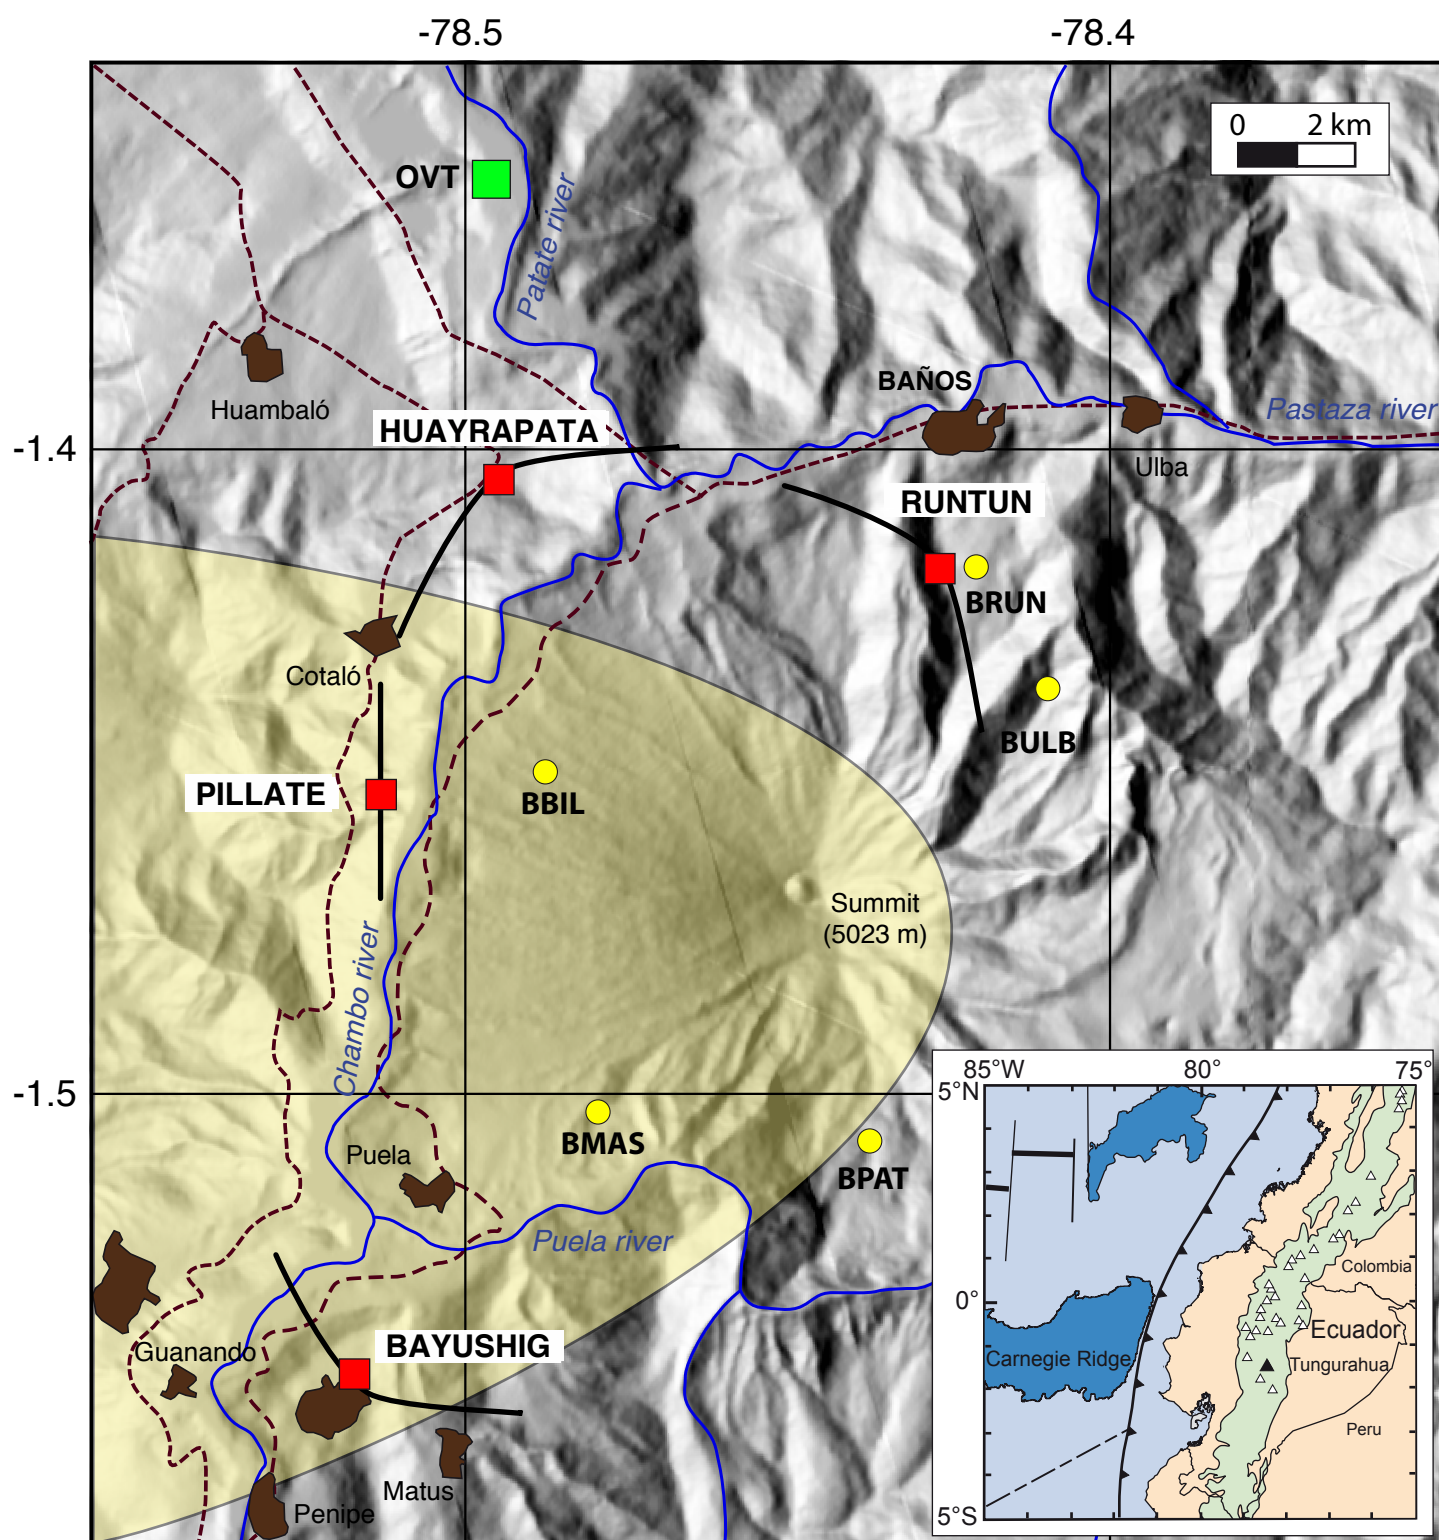 -78.5
-78.4
0
2 km
OVT
Patate river
BAÑOS
Huambaló
HUAYRAPATA
Pastaza river
-1.4
Ulba
RUNTUN
BRUN
Cotaló
BULB
PILLATE
BBIL
Summit
(5023 m)
Chambo river
-1.5
BMAS
Puela
BPAT
Puela river
BAYUSHIG
Guanando
Matus
Penipe
85°W
80°
75°
5°N
Colombia
0°
Ecuador
Carnegie Ridge
Tungurahua
Peru
5°S